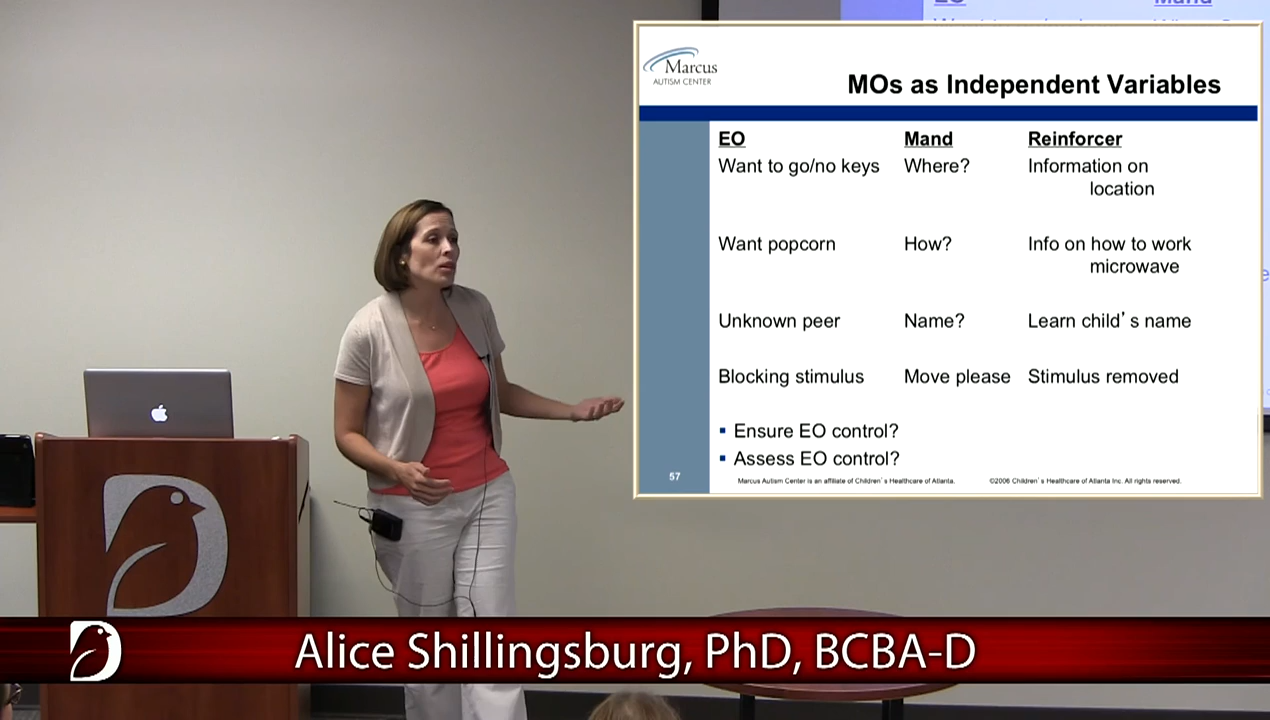 EO
Mand
Marcus
AUTISM CENTER
MOs as Independent Variables
EO Mand Reinforcer
Want to go/no keys Where? Information on
location
Want popcorn How? Info on how to work
microwave
Unknown peer Name? Learn child's name
Blocking stimulus Move please Stimulus removed
Ensure EO control?
Assess EO control?
57
Marcus Autism Center is an affiliate of Children's Healthcare of Atlanta. ©2006 Children's Healthcare of Atlanta Inc. All rights reserved.
Alice Shillingsburg, PhD, BCBA-D